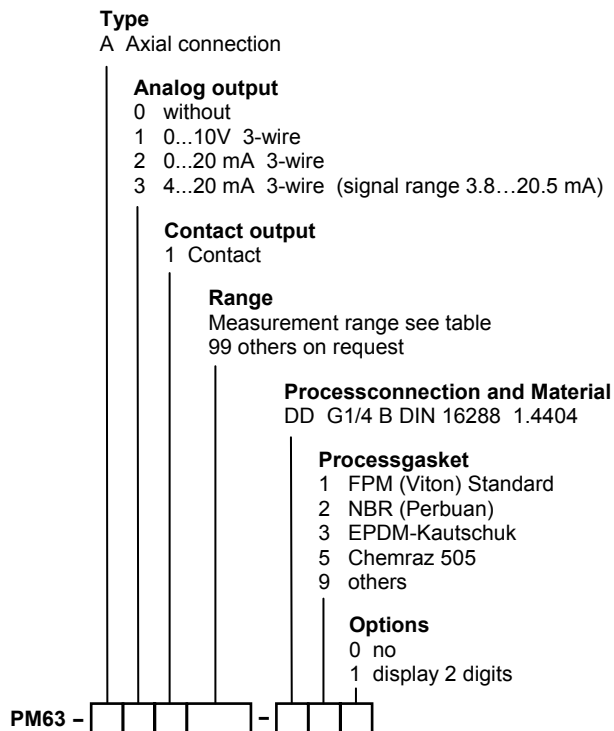 Type
A Axial connection
Analog output
0 without
1 0...10V 3-wire
2 0...20 mA 3-wire
3 4...20 mA 3-wire (signal range 3.8…20.5 mA)
Contact output
1 Contact
Range
Measurement range see table
99 others on request
Processconnection and Material
DD G1/4 B DIN 16288 1.4404
Processgasket
1 FPM (Viton) Standard
2 NBR (Perbuan)
3 EPDM-Kautschuk
5 Chemraz 505
9 others
Options
0 no
1 display 2 digits
PM63 – –